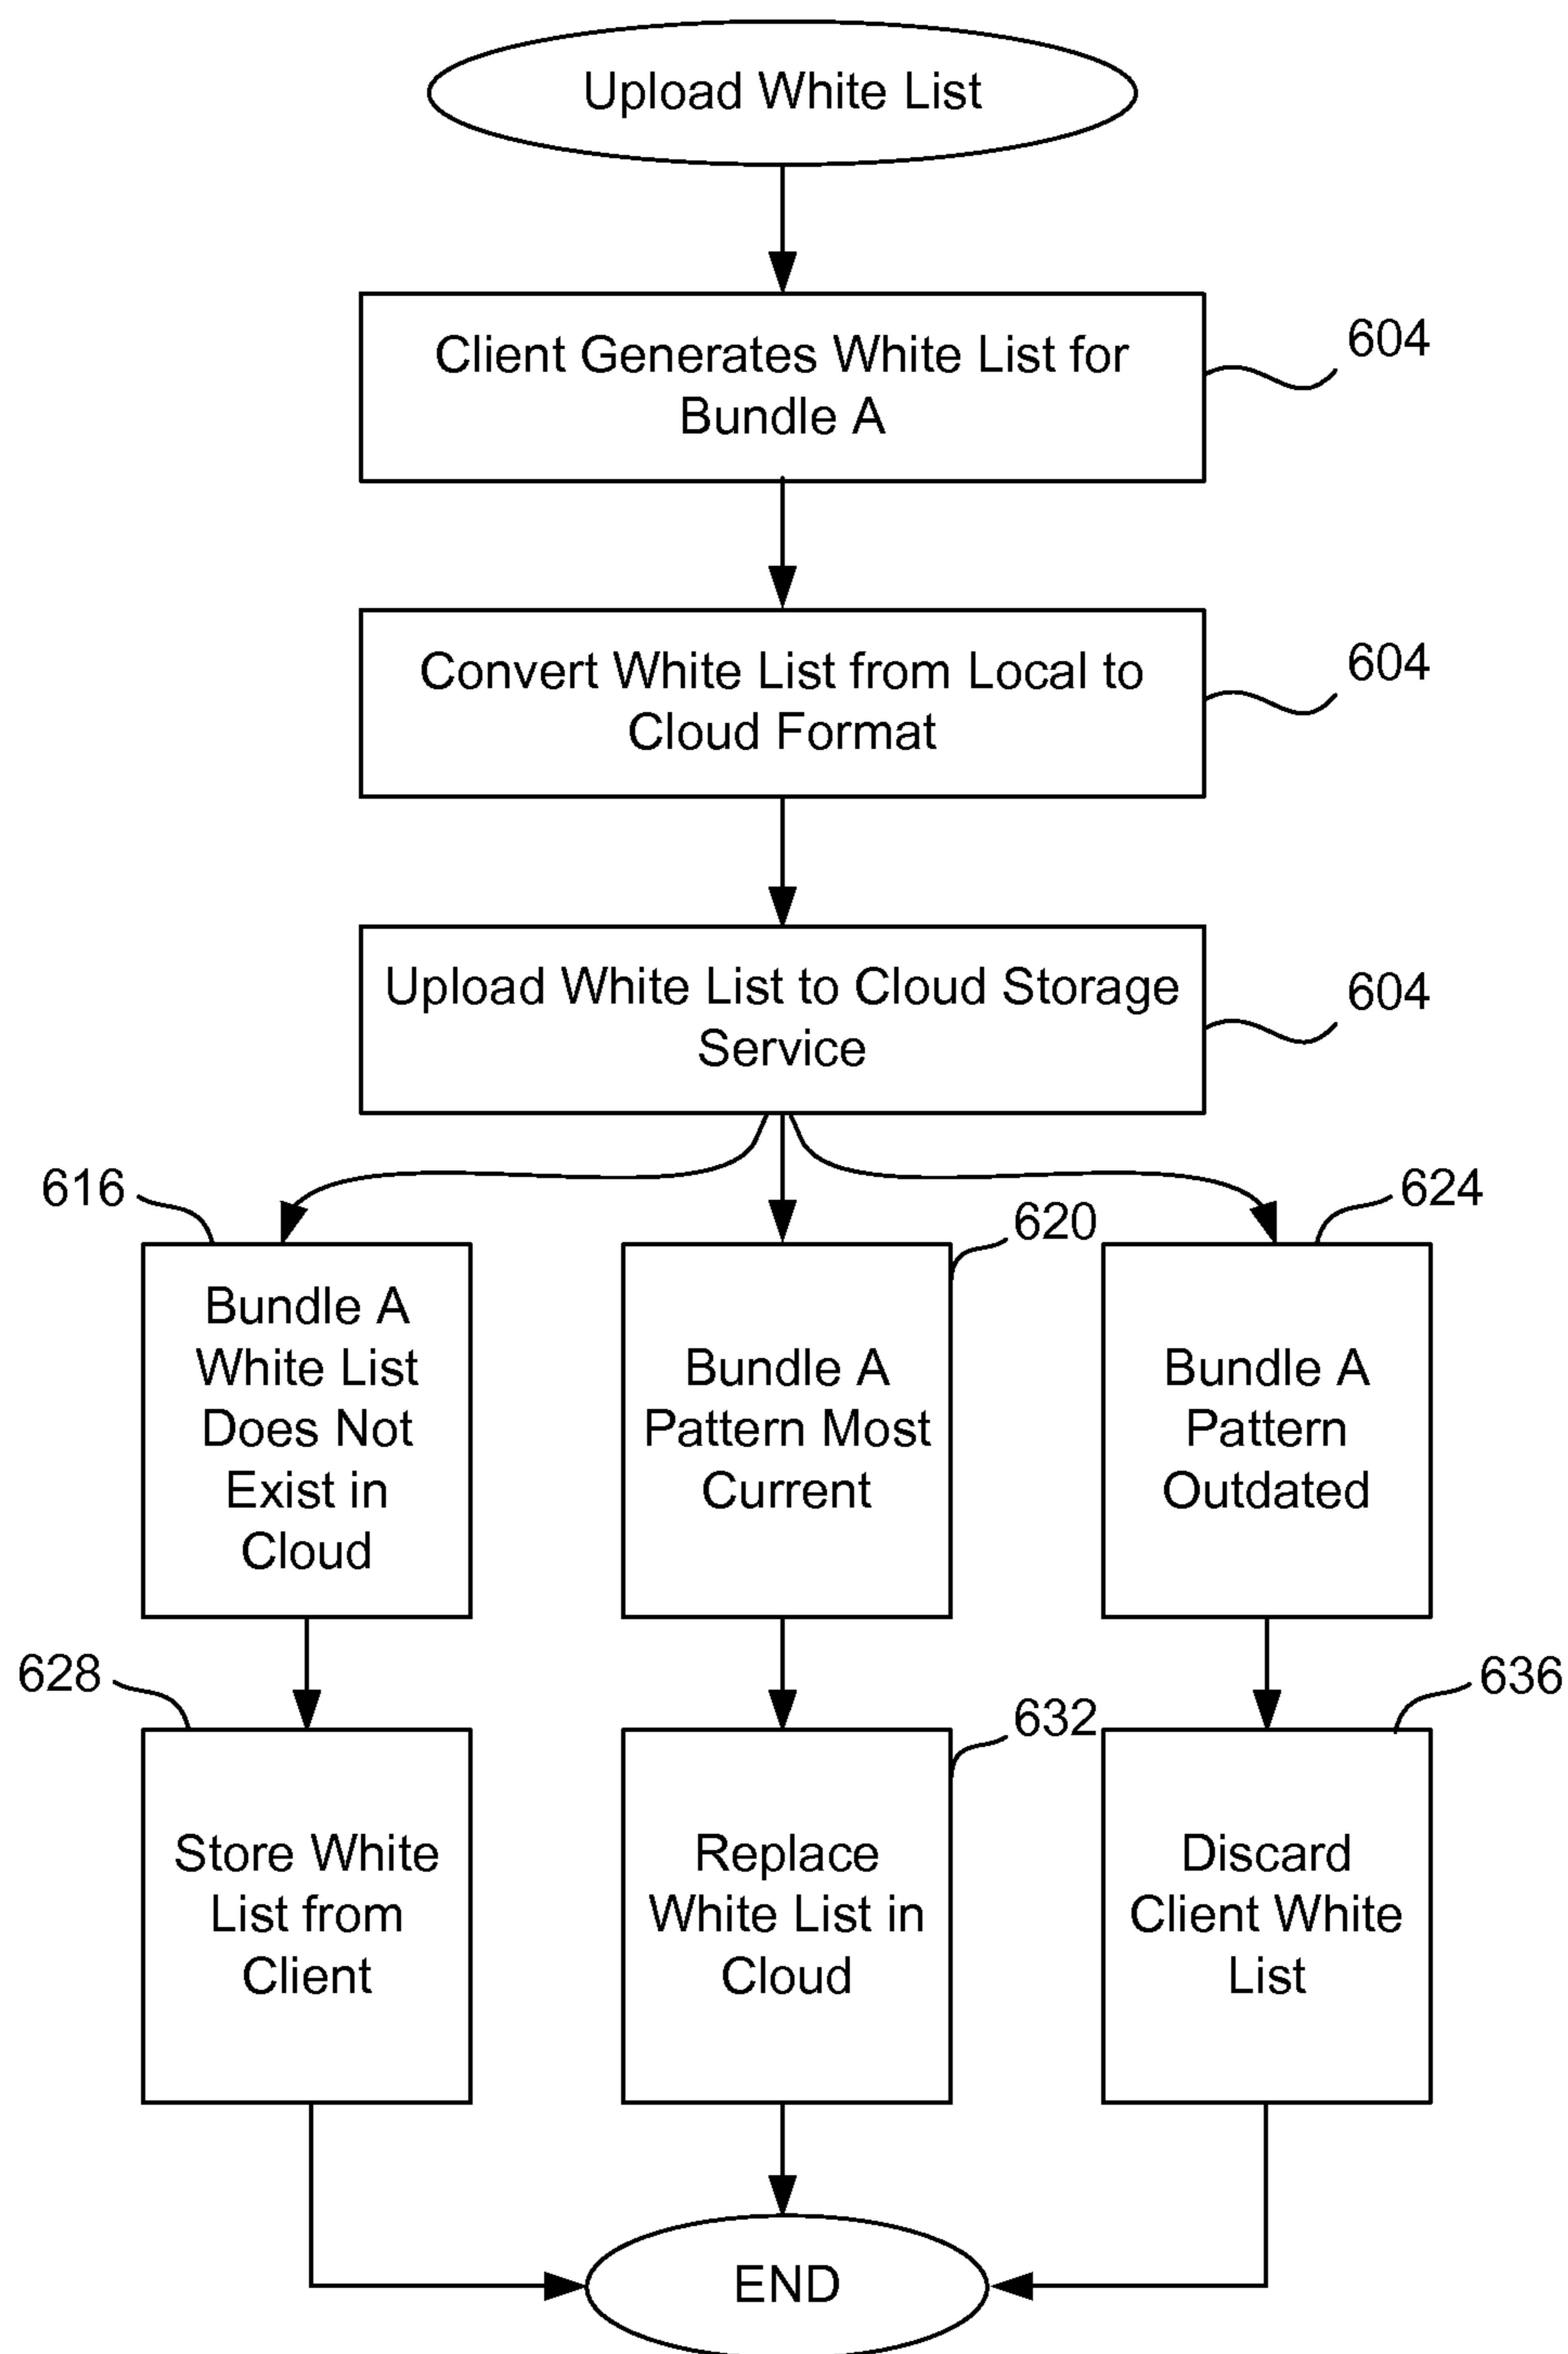 Upload White List
Client Generates White List for
Bundle A
604
Convert White List from Local to
Cloud Format
604
Upload White List to Cloud Storage
Service
604
616
Bundle A
White List
Does Not
Exist in
Cloud
620
Bundle A
Pattern Most
Current
624
Bundle A
Pattern
Outdated
628
Store White
List from
Client
632
Replace
White List in
Cloud
636
Discard
Client White
List
END